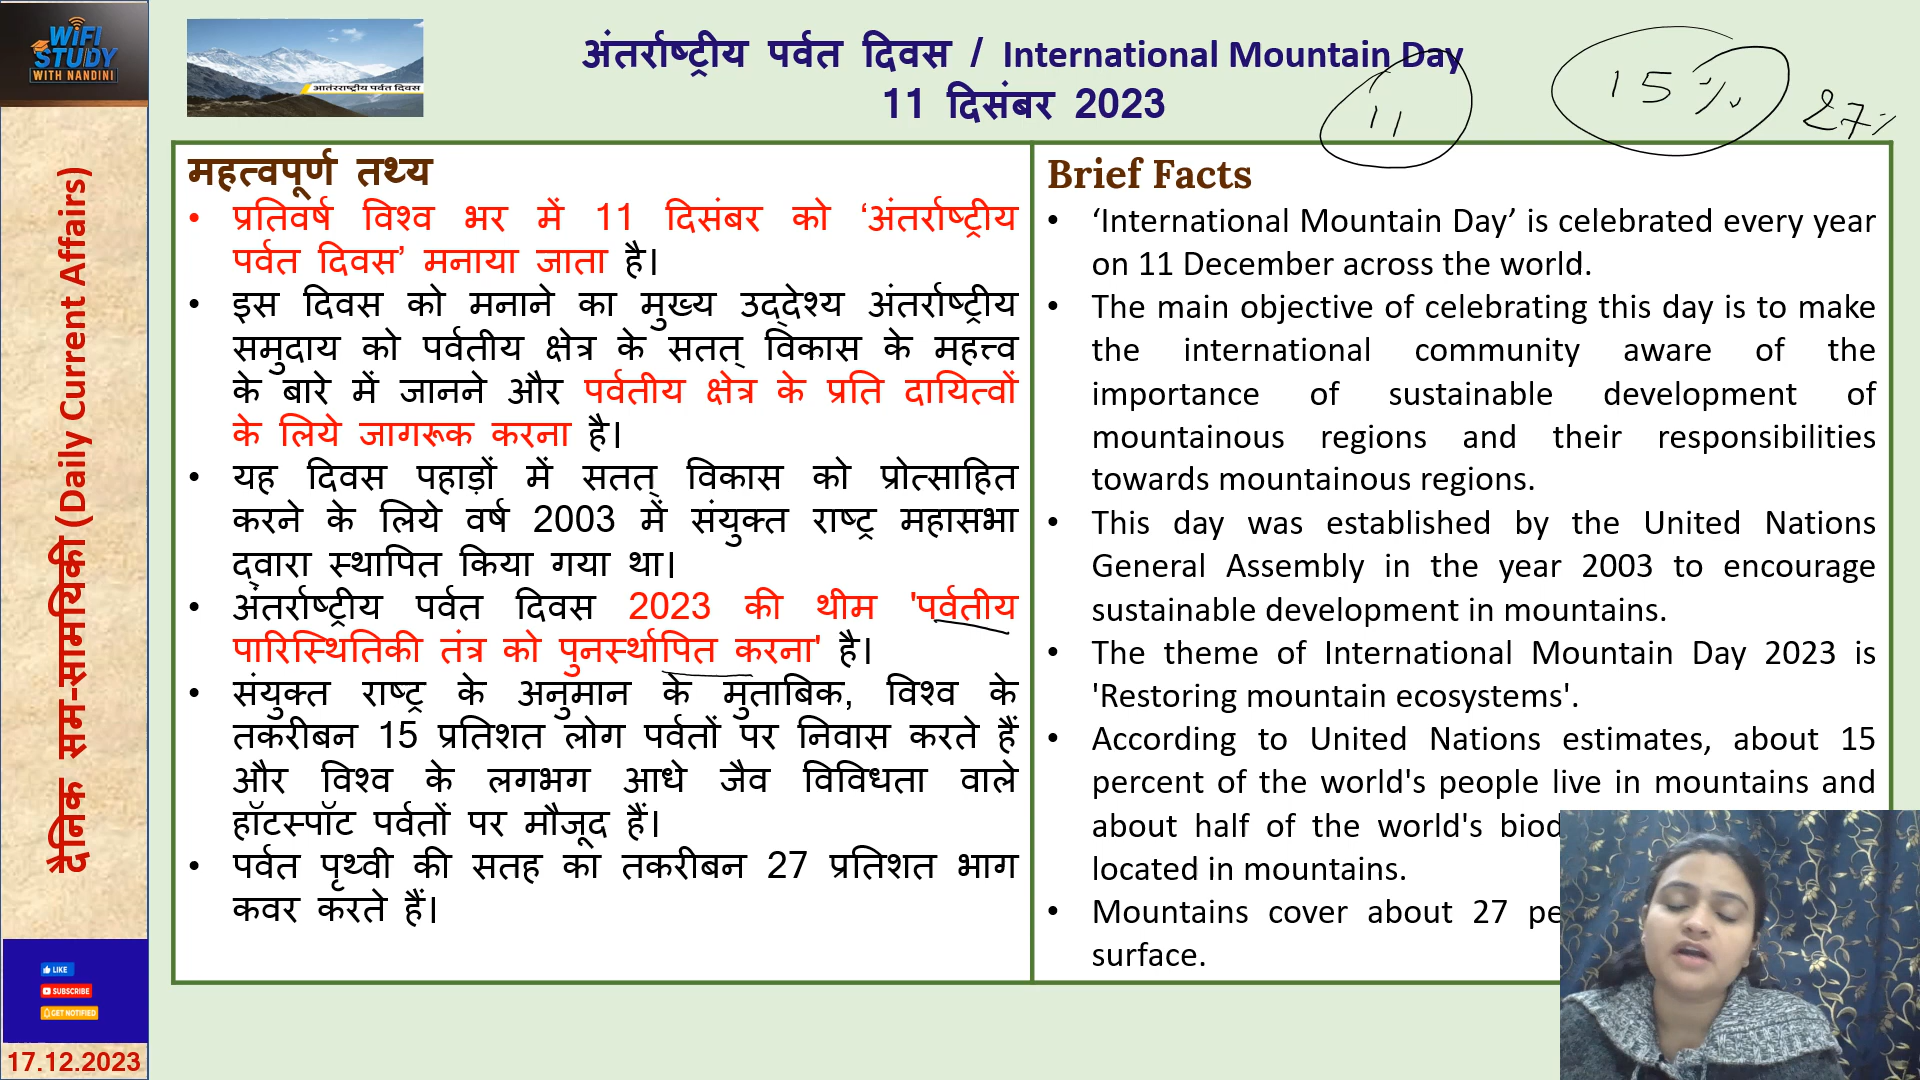 WiFi
STUDY
WITH NANDINI
दैनिक सम-सामयिकी (Daily Current Affairs)
LIKE
SUBSCRIBE
GET NOTIFIED
17.12.2023
आतंरराष्ट्रीय पर्वत दिवस
अंतर्राष्ट्रीय पर्वत दिवस / International Mountain Day
11 दिसंबर 2023
11
15%
27%
महत्वपूर्ण तथ्य
• प्रतिवर्ष विश्व भर में 11 दिसंबर को ‘अंतर्राष्ट्रीय
पर्वत दिवस’ मनाया जाता है।
• इस दिवस को मनाने का मुख्य उद्देश्य अंतर्राष्ट्रीय
समुदाय को पर्वतीय क्षेत्र के सतत् विकास के महत्त्व
के बारे में जानने और पर्वतीय क्षेत्र के प्रति दायित्वों
के लिये जागरूक करना है।
• यह दिवस पहाड़ों में सतत् विकास को प्रोत्साहित
करने के लिये वर्ष 2003 में संयुक्त राष्ट्र महासभा
द्वारा स्थापित किया गया था।
• अंतर्राष्ट्रीय पर्वत दिवस 2023 की थीम 'पर्वतीय
पारिस्थितिकी तंत्र को पुनर्स्थापित करना' है।
• संयुक्त राष्ट्र के अनुमान के मुताबिक, विश्व के
तकरीबन 15 प्रतिशत लोग पर्वतों पर निवास करते हैं
और विश्व के लगभग आधे जैव विविधता वाले
हॉटस्पॉट पर्वतों पर मौजूद हैं।
• पर्वत पृथ्वी की सतह का तकरीबन 27 प्रतिशत भाग
कवर करते हैं।
Brief Facts
• ‘International Mountain Day’ is celebrated every year
on 11 December across the world.
• The main objective of celebrating this day is to make
the international community aware of the
importance of sustainable development of
mountainous regions and their responsibilities
towards mountainous regions.
• This day was established by the United Nations
General Assembly in the year 2003 to encourage
sustainable development in mountains.
• The theme of International Mountain Day 2023 is
'Restoring mountain ecosystems'.
• According to United Nations estimates, about 15
percent of the world's people live in mountains and
about half of the world's
located in mountains.
• Mountains cover about 27
surface.